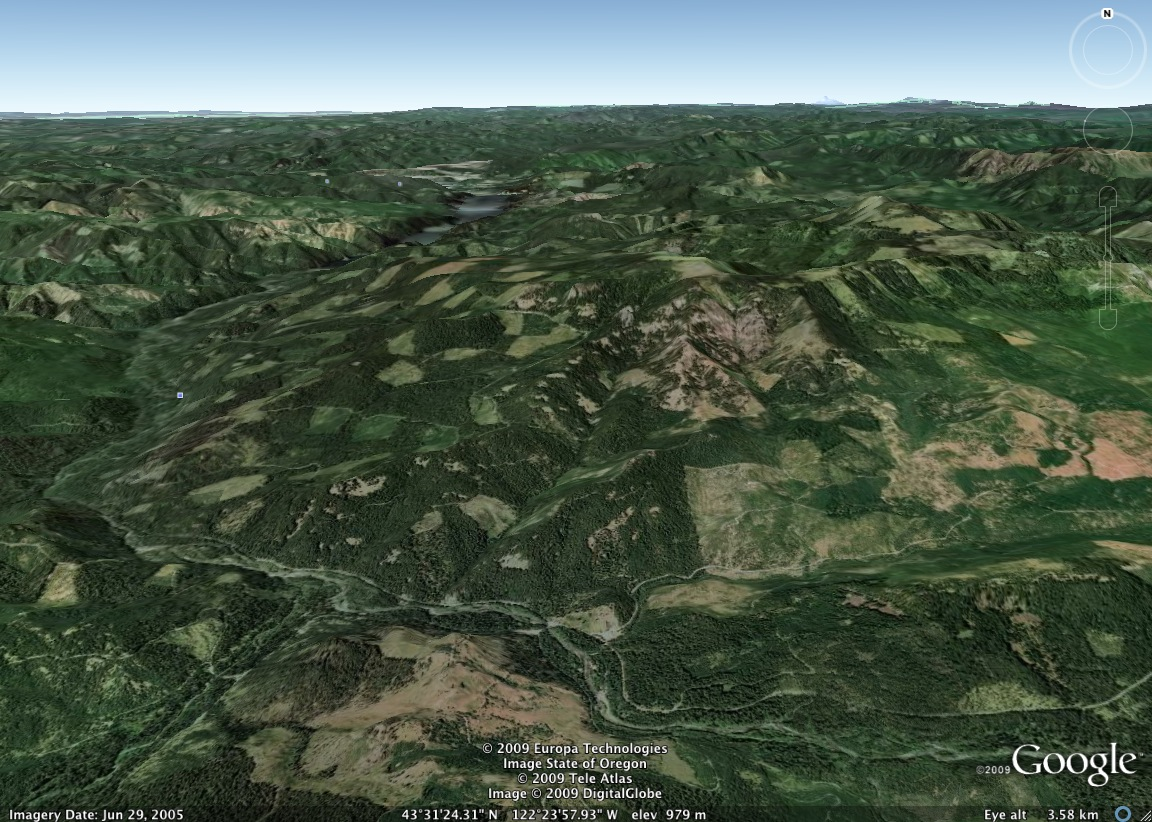 N
© 2009 Europa Technologies
Image State of Oregon
© 2009 Tele Atlas
Image © 2009 DigitalGlobe
©2009 Google™
Imagery Date: Jun 29, 2005 43°31'24.31" N 122°23'57.93" W elev 979 m Eye alt 3.58 km